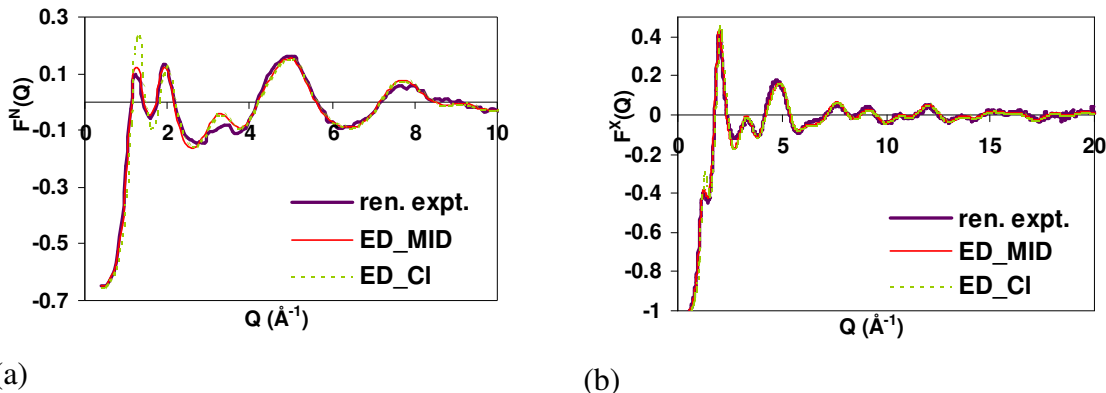 0.3
0.1
-0.1
-0.3
-0.5
-0.7
F^N(Q)
0 2 4 6 8 10
ren. expt.
ED_MID
ED_CI
Q (Å⁻¹)
(a)
0.4
0.2
0
-0.2
-0.4
-0.6
-0.8
-1
F^X(Q)
0 5 10 15 20
ren. expt.
ED_MID
ED_CI
Q (Å⁻¹)
(b)